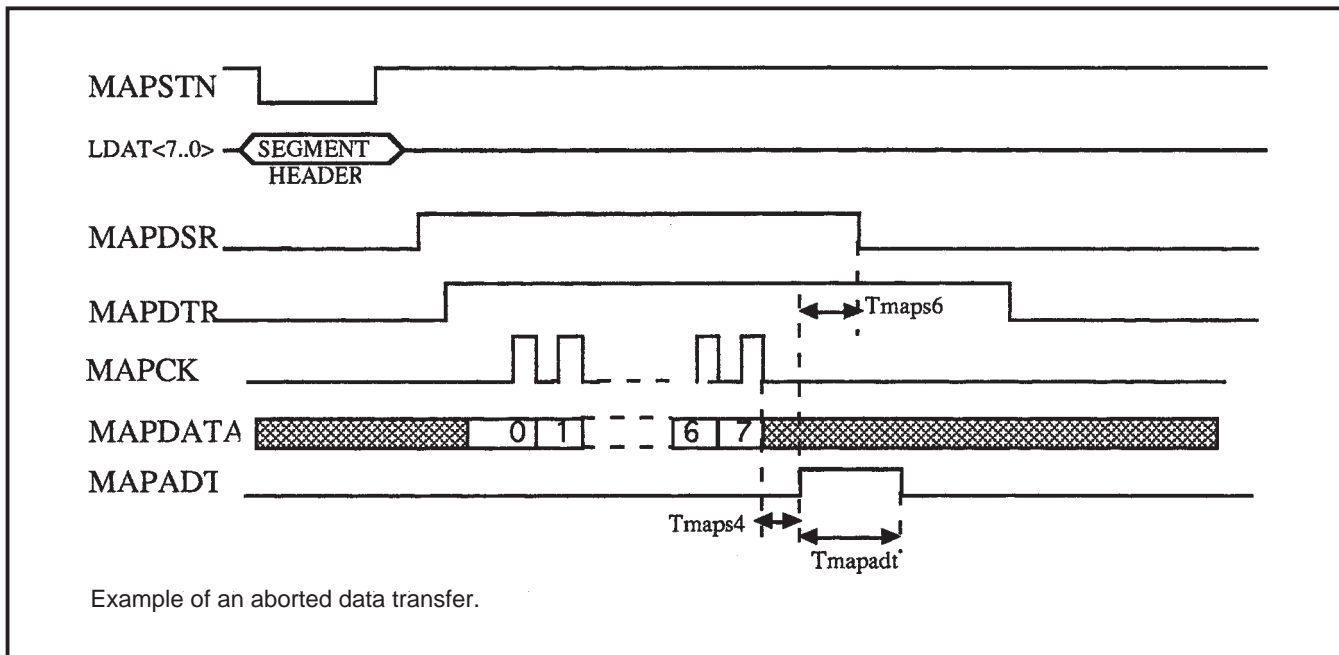 MAPSTN
LDAT<7..0>
SEGMENT
HEADER
MAPDSR
MAPDTR
Tmaps6
MAPCK
MAPDATA
0 1 6 7
MAPADT
Tmaps4
Tmapadt
Example of an aborted data transfer.